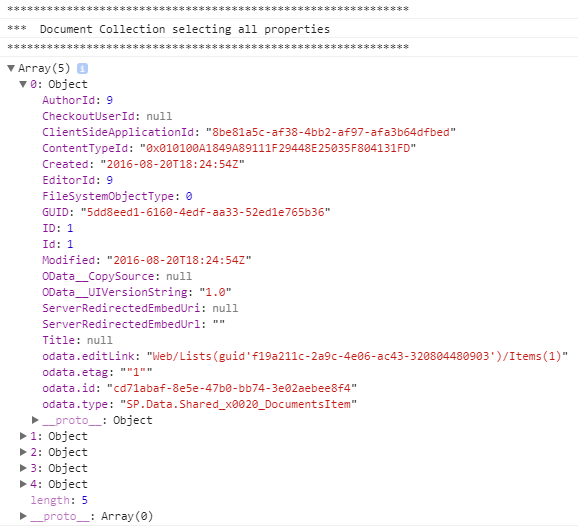 *************************************************************
***  Document Collection selecting all properties
*************************************************************
▼Array(5) i
▼0: Object
AuthorId: 9
CheckoutUserId: null
ClientSideApplicationId: "8be81a5c-af38-4bb2-af97-afa3b64dfbed"
ContentTypeId: "0x010100A1849A89111F29448E25035F804131FD"
Created: "2016-08-20T18:24:54Z"
EditorId: 9
FileSystemObjectType: 0
GUID: "5dd8eed1-6160-4edf-aa33-52ed1e765b36"
ID: 1
Id: 1
Modified: "2016-08-20T18:24:54Z"
OData__CopySource: null
OData__UIVersionString: "1.0"
ServerRedirectedEmbedUri: null
ServerRedirectedEmbedUrl: ""
Title: null
odata.editLink: "Web/Lists(guid'f19a211c-2a9c-4e06-ac43-320804480903')/Items(1)"
odata.etag: ""1""
odata.id: "cd71abaf-8e5e-47b0-bb74-3e02aebee8f4"
odata.type: "SP.Data.Shared_x0020_DocumentsItem"
▶__proto__: Object
▶1: Object
▶2: Object
▶3: Object
▶4: Object
length: 5
▶__proto__: Array(0)